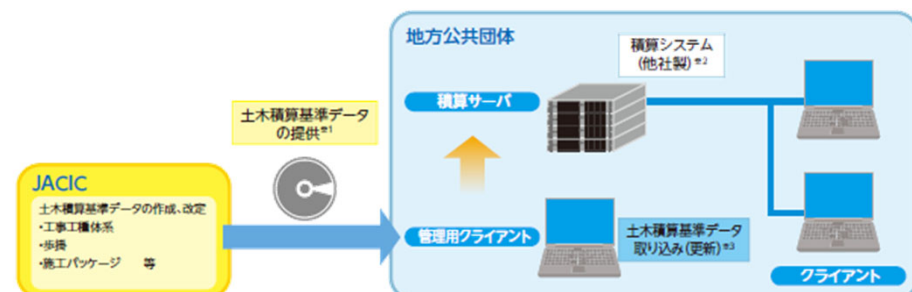 地方公共団体
積算システム
(他社製)※2
積算サーバ
土木積算基準データ
の提供※1
JACIC
土木積算基準データの作成、改定
・工事工種体系
・歩掛
・施工パッケージ 等
管理用クライアント
土木積算基準データ
取り込み(更新)※3
クライアント